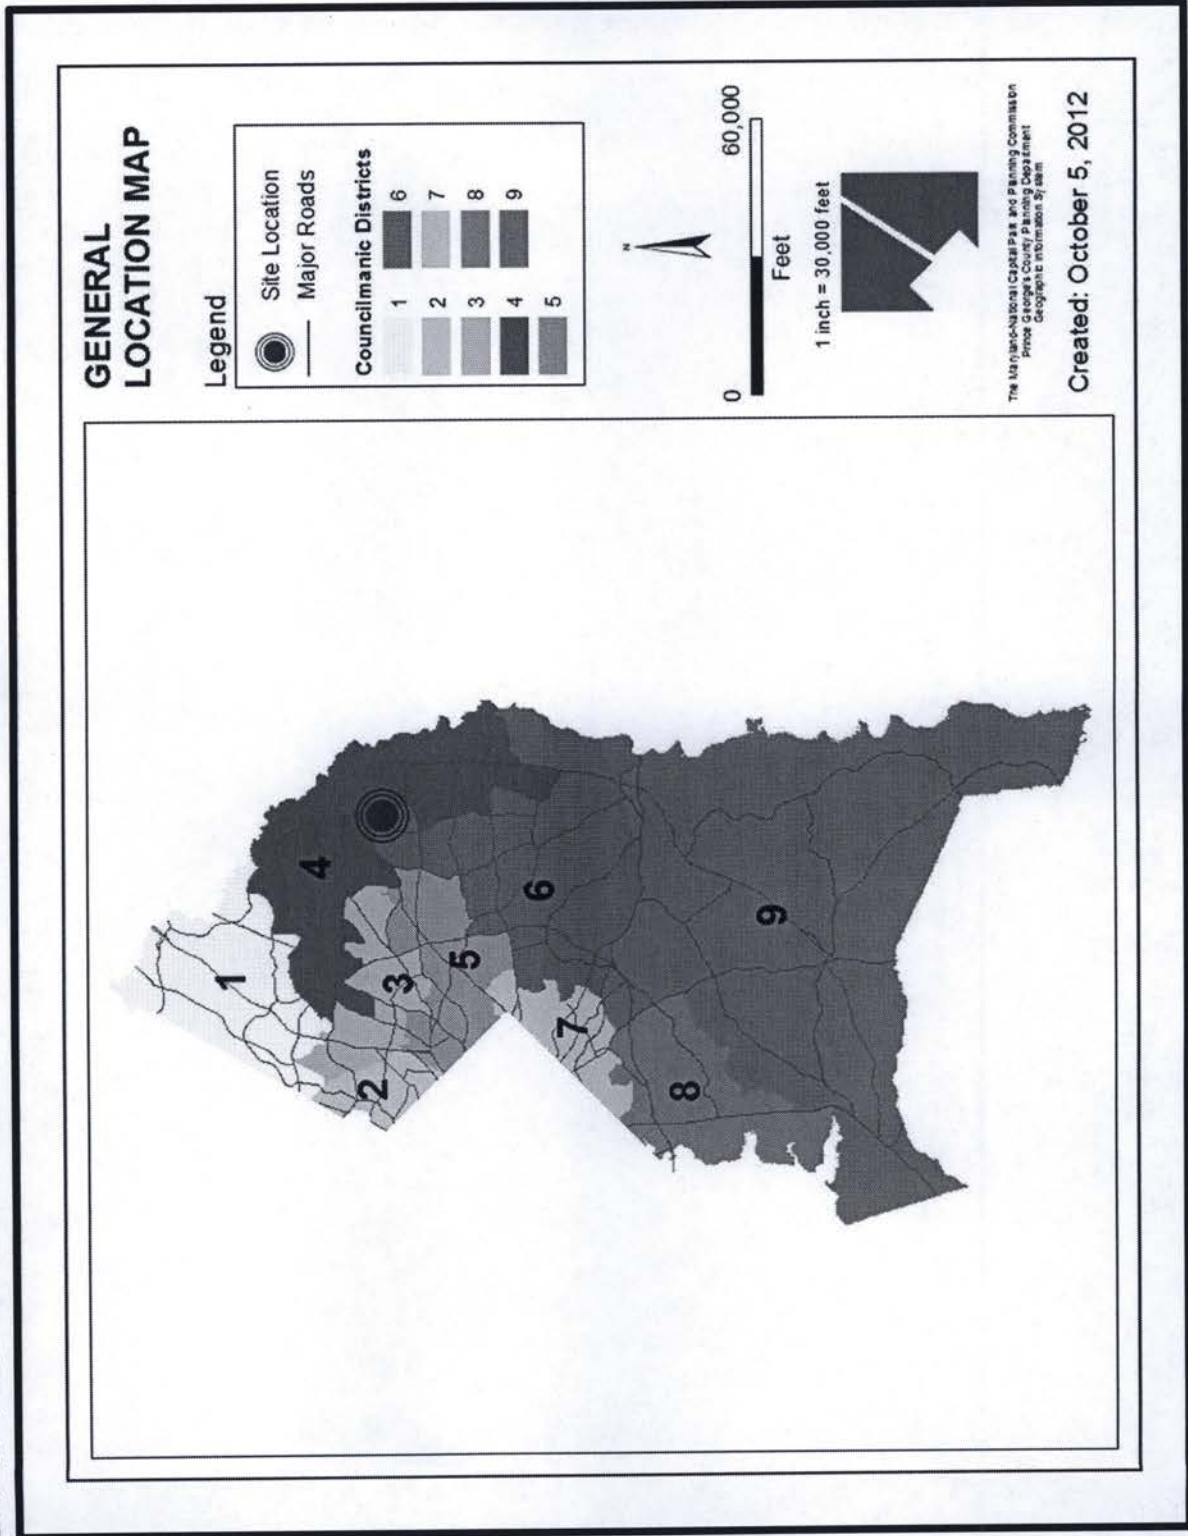 GENERAL
LOCATION MAP
Legend
Site Location
Major Roads
Councilmanic Districts
1
2
3
4
5
6
7
8
9
N
0
60,000
Feet
1 inch = 30,000 feet
The Maryland-National Capital Park and Planning Commission
Prince George's County Planning Department
Geographic Information System
Created: October 5, 2012
1
2
3
4
5
6
7
8
9